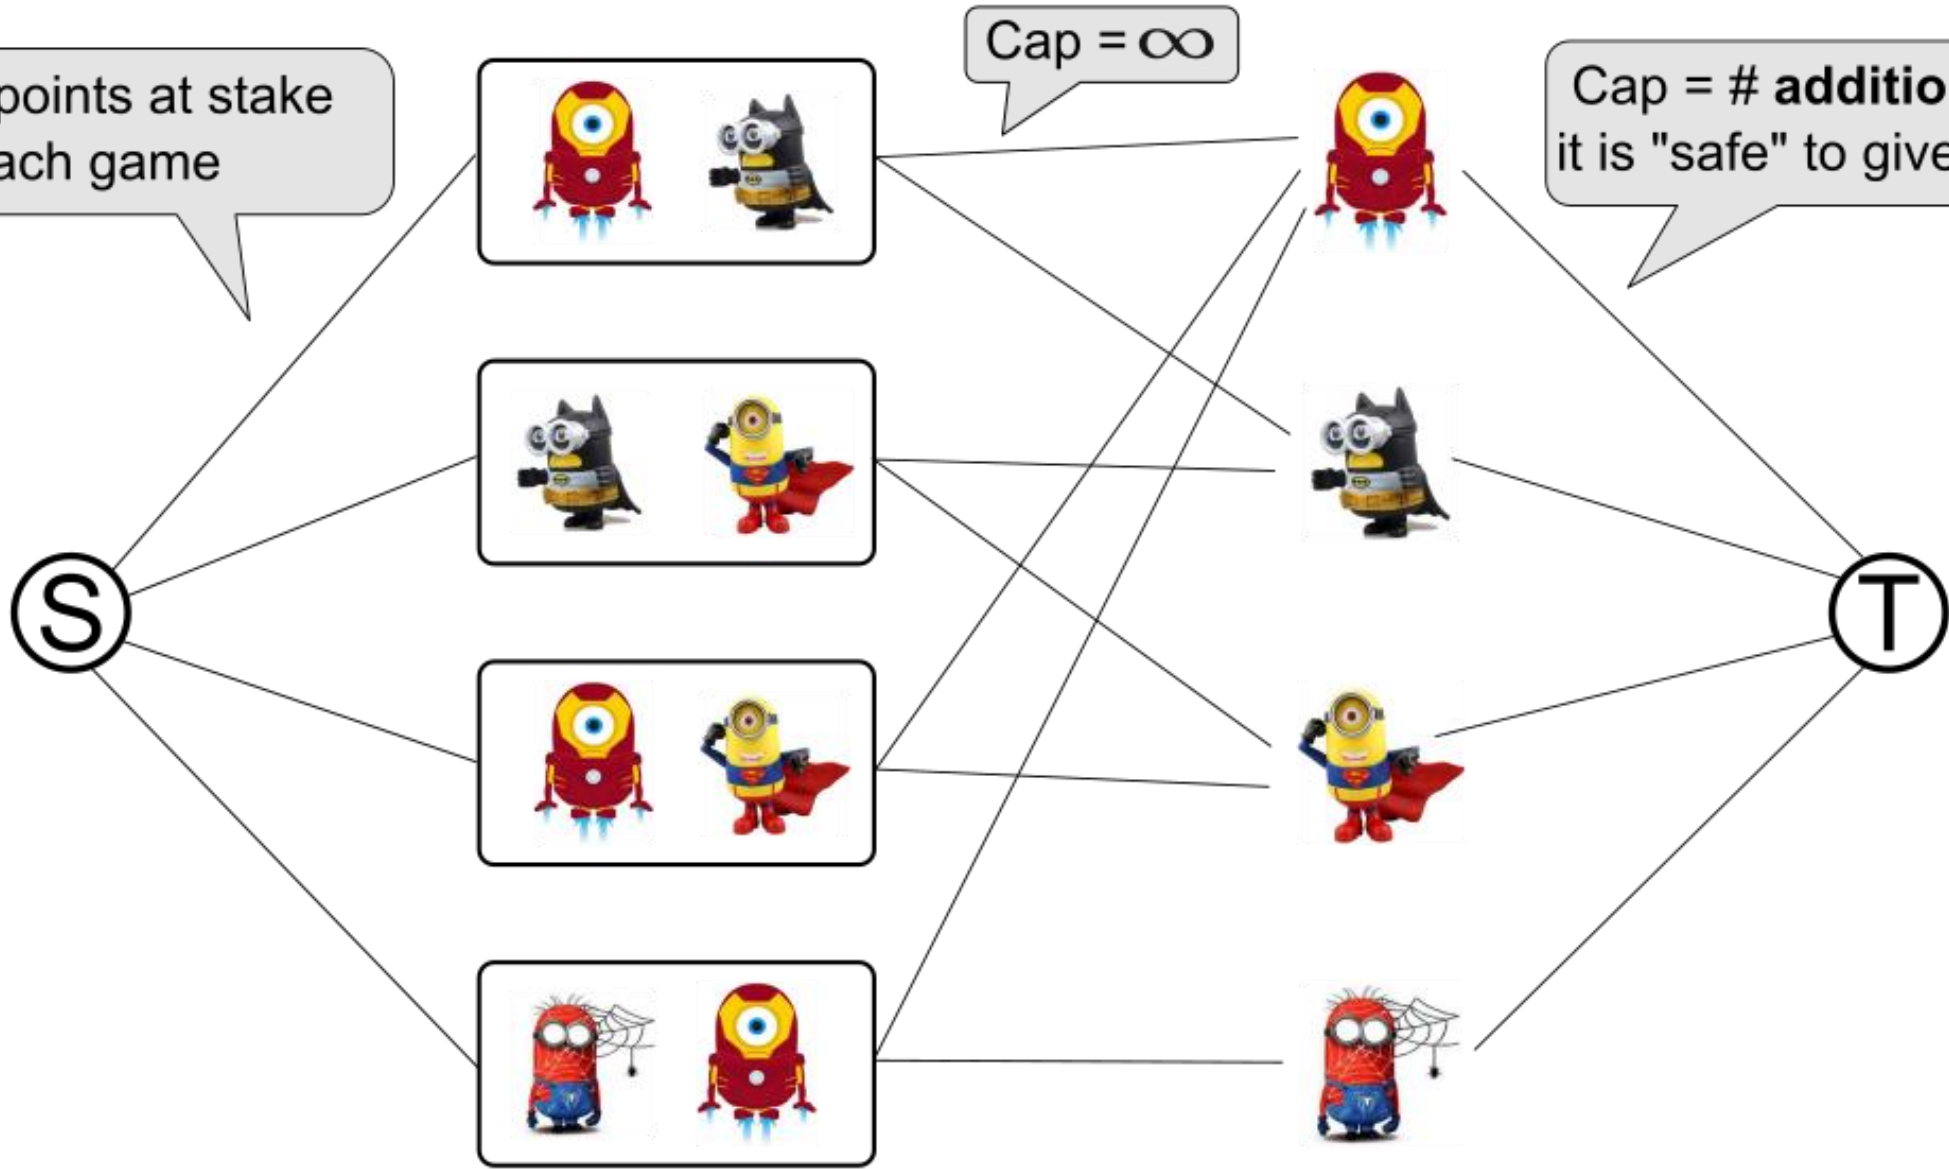 points at stake
ach game
Cap = ∞
Cap = # additio
it is "safe" to give
S
T